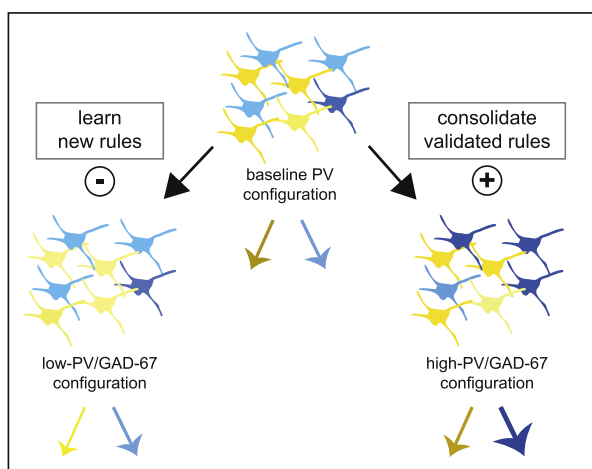 learn
new rules
-
baseline PV
configuration
consolidate
validated rules
+
low-PV/GAD-67
configuration
high-PV/GAD-67
configuration